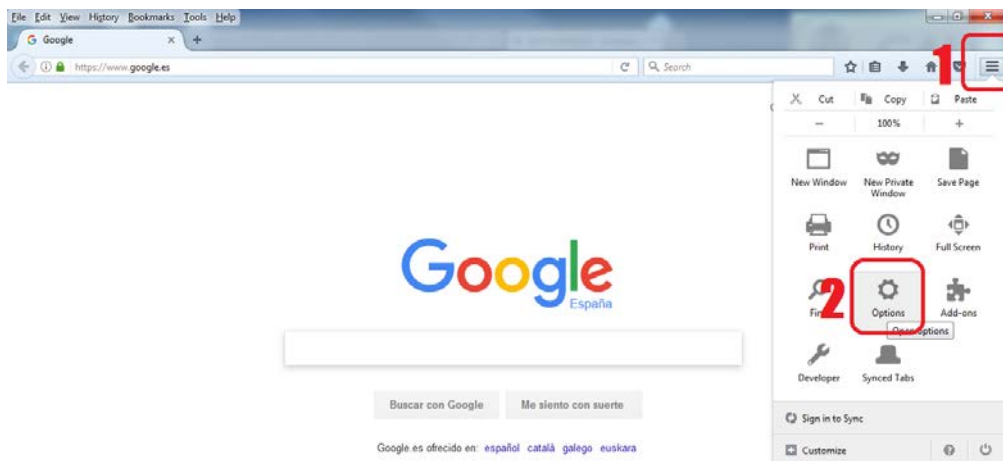 File Edit View History Bookmarks Tools Help
Google
https://www.google.es
Search
1
Cut Copy Paste
100%
New Window New Private Window Save Page
Print History Full Screen
2 Options Add-ons
Open options
Developer Synced Tabs
Google
España
Buscar con Google Me siento con suerte
Sign in to Sync
Google.es ofrecido en: español català galego euskara
Customize